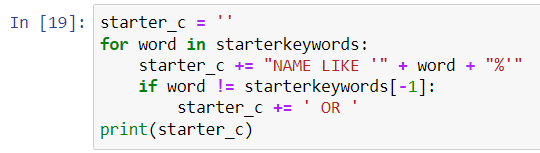 In [19]: starter_c = ''
for word in starterkeywords:
    starter_c += "NAME LIKE '" + word + "%'"
    if word != starterkeywords[-1]:
        starter_c += ' OR '
print(starter_c)